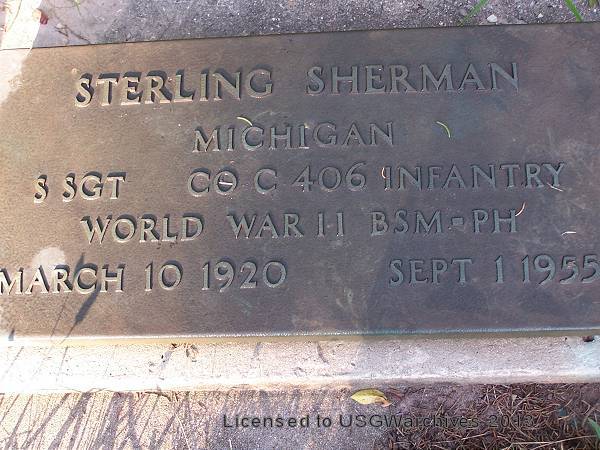 STERLING SHERMAN
MICHIGAN
S SGT CO C 406 INFANTRY
WORLD WAR II BSM-PH
MARCH 10 1920 SEPT 1 1955
Licensed to USGWarchives 2013